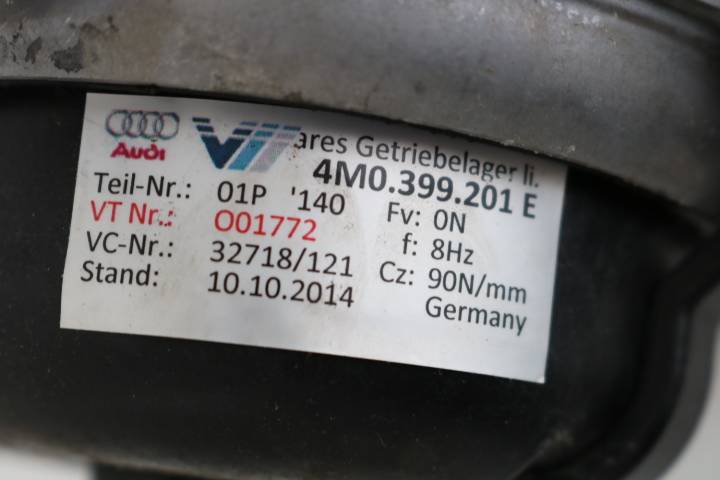 Audi
VT
ares Getriebelager li.
4M0.399.201 E
Teil-Nr.: 01P '140
Fv: 0N
VT Nr.: O01772
f: 8Hz
VC-Nr.: 32718/121
Cz: 90N/mm
Stand: 10.10.2014
Germany